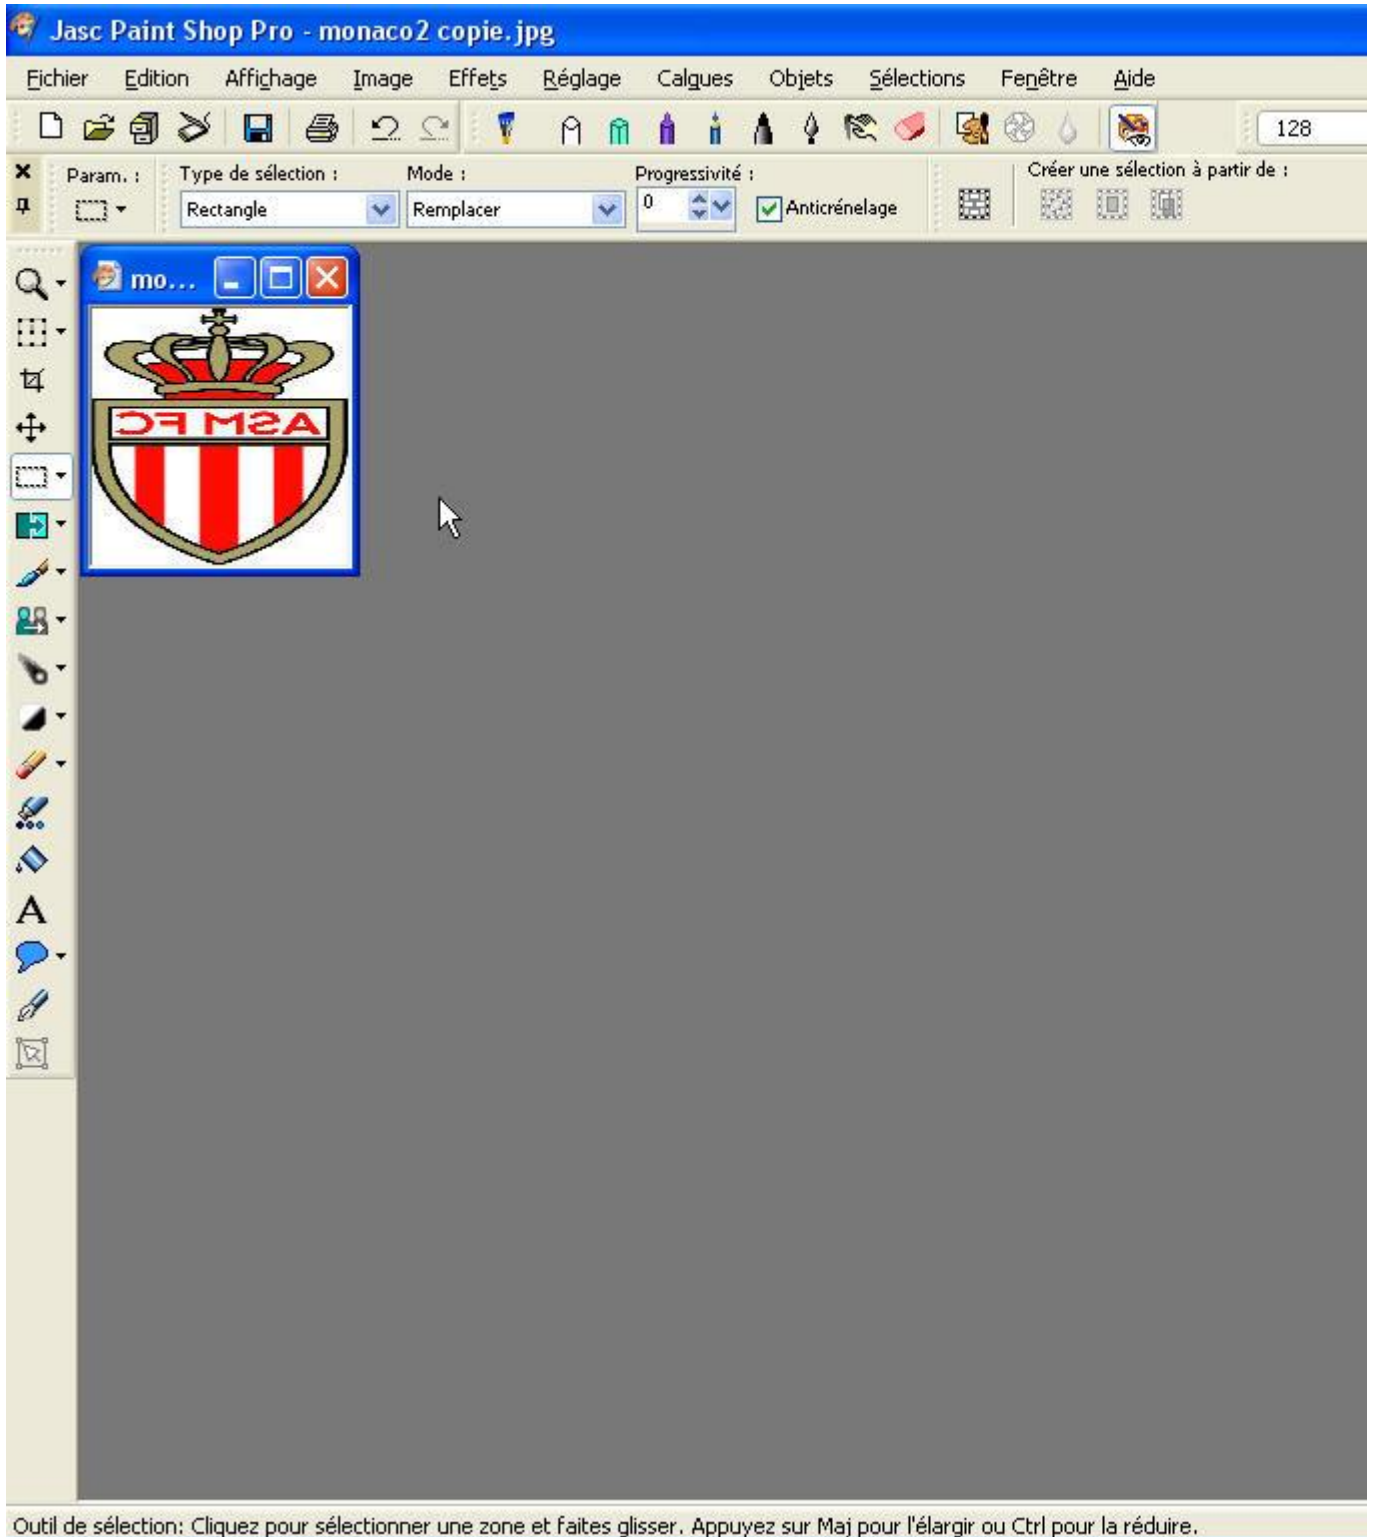 Jasc Paint Shop Pro - monaco2 copie.jpg
Fichier Edition Affichage Image Effets Réglage Calques Objets Sélections Fenêtre Aide
128
Param. : Type de sélection : Mode : Progressivité : Créer une sélection à partir de :
Rectangle Remplacer 0 Anticrénelage
mo...
ASM FC
A
Outil de sélection: Cliquez pour sélectionner une zone et faites glisser. Appuyez sur Maj pour l'élargir ou Ctrl pour la réduire.